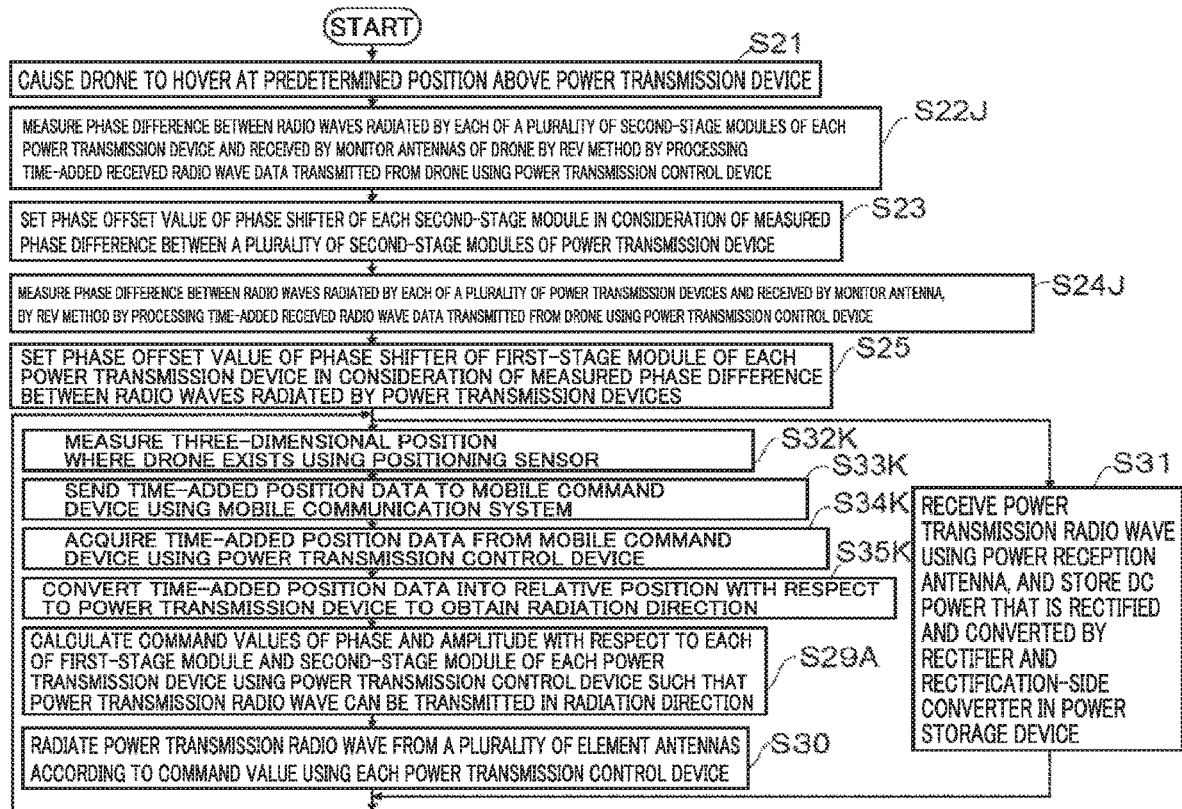 START
S21
CAUSE DRONE TO HOVER AT PREDETERMINED POSITION ABOVE POWER TRANSMISSION DEVICE
S22J
MEASURE PHASE DIFFERENCE BETWEEN RADIO WAVES RADIATED BY EACH OF A PLURALITY OF SECOND-STAGE MODULES OF EACH
POWER TRANSMISSION DEVICE AND RECEIVED BY MONITOR ANTENNAS OF DRONE BY REV METHOD BY PROCESSING
TIME-ADDED RECEIVED RADIO WAVE DATA TRANSMITTED FROM DRONE USING POWER TRANSMISSION CONTROL DEVICE
S23
SET PHASE OFFSET VALUE OF PHASE SHIFTER OF EACH SECOND-STAGE MODULE IN CONSIDERATION OF MEASURED
PHASE DIFFERENCE BETWEEN A PLURALITY OF SECOND-STAGE MODULES OF POWER TRANSMISSION DEVICE
S24J
MEASURE PHASE DIFFERENCE BETWEEN RADIO WAVES RADIATED BY EACH OF A PLURALITY OF POWER TRANSMISSION DEVICES AND RECEIVED BY MONITOR ANTENNA,
BY REV METHOD BY PROCESSING TIME-ADDED RECEIVED RADIO WAVE DATA TRANSMITTED FROM DRONE USING POWER TRANSMISSION CONTROL DEVICE
S25
SET PHASE OFFSET VALUE OF PHASE SHIFTER OF FIRST-STAGE MODULE OF EACH
POWER TRANSMISSION DEVICE IN CONSIDERATION OF MEASURED PHASE DIFFERENCE
BETWEEN RADIO WAVES RADIATED BY POWER TRANSMISSION DEVICES
S32K
MEASURE THREE-DIMENSIONAL POSITION
WHERE DRONE EXISTS USING POSITIONING SENSOR
S33K
SEND TIME-ADDED POSITION DATA TO MOBILE COMMAND
DEVICE USING MOBILE COMMUNICATION SYSTEM
S34K
ACQUIRE TIME-ADDED POSITION DATA FROM MOBILE COMMAND
DEVICE USING POWER TRANSMISSION CONTROL DEVICE
S35K
CONVERT TIME-ADDED POSITION DATA INTO RELATIVE POSITION WITH RESPECT
TO POWER TRANSMISSION DEVICE TO OBTAIN RADIATION DIRECTION
S29A
CALCULATE COMMAND VALUES OF PHASE AND AMPLITUDE WITH RESPECT TO EACH
OF FIRST-STAGE MODULE AND SECOND-STAGE MODULE OF EACH POWER
TRANSMISSION DEVICE USING POWER TRANSMISSION CONTROL DEVICE SUCH THAT
POWER TRANSMISSION RADIO WAVE CAN BE TRANSMITTED IN RADIATION DIRECTION
S30
RADIATE POWER TRANSMISSION RADIO WAVE FROM A PLURALITY OF ELEMENT ANTENNAS
ACCORDING TO COMMAND VALUE USING EACH POWER TRANSMISSION CONTROL DEVICE
S31
RECEIVE POWER
TRANSMISSION RADIO WAVE
USING POWER RECEPTION
ANTENNA, AND STORE DC
POWER THAT IS RECTIFIED
AND CONVERTED BY
RECTIFIER AND
RECTIFICATION-SIDE
CONVERTER IN POWER
STORAGE DEVICE